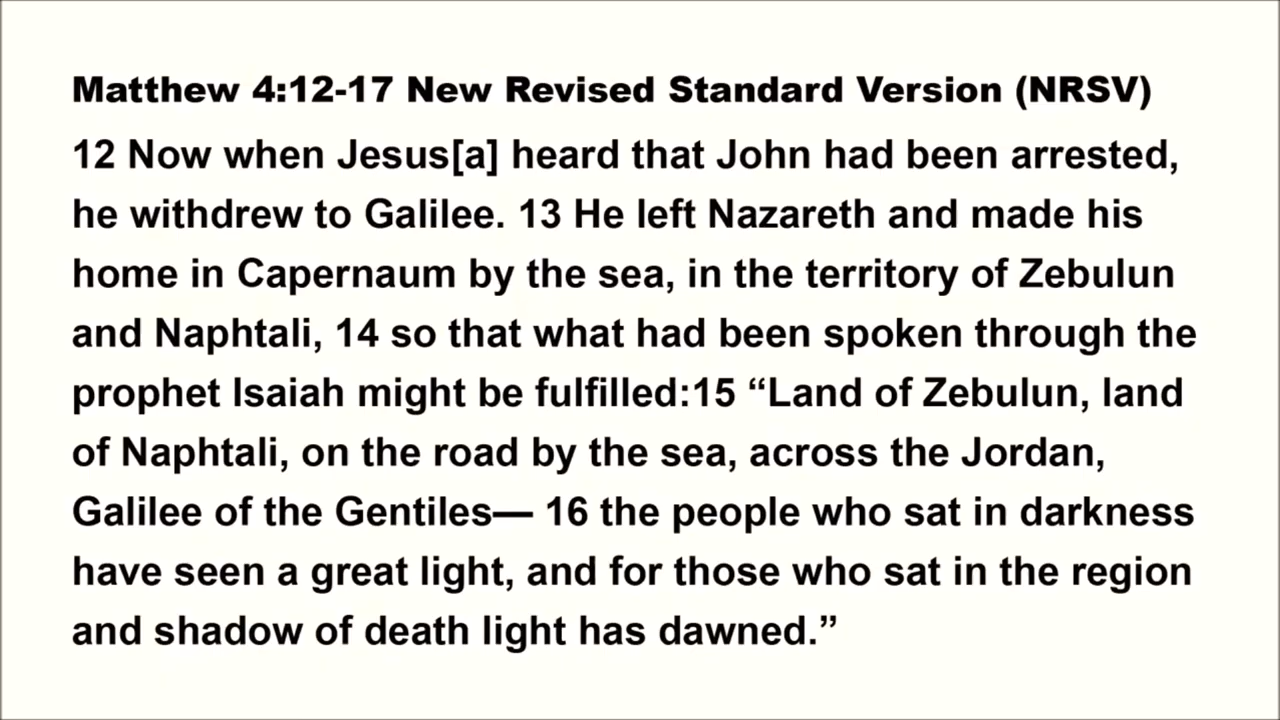 Matthew 4:12-17 New Revised Standard Version (NRSV)
12 Now when Jesus[a] heard that John had been arrested,
he withdrew to Galilee. 13 He left Nazareth and made his
home in Capernaum by the sea, in the territory of Zebulun
and Naphtali, 14 so that what had been spoken through the
prophet Isaiah might be fulfilled:15 “Land of Zebulun, land
of Naphtali, on the road by the sea, across the Jordan,
Galilee of the Gentiles— 16 the people who sat in darkness
have seen a great light, and for those who sat in the region
and shadow of death light has dawned.”